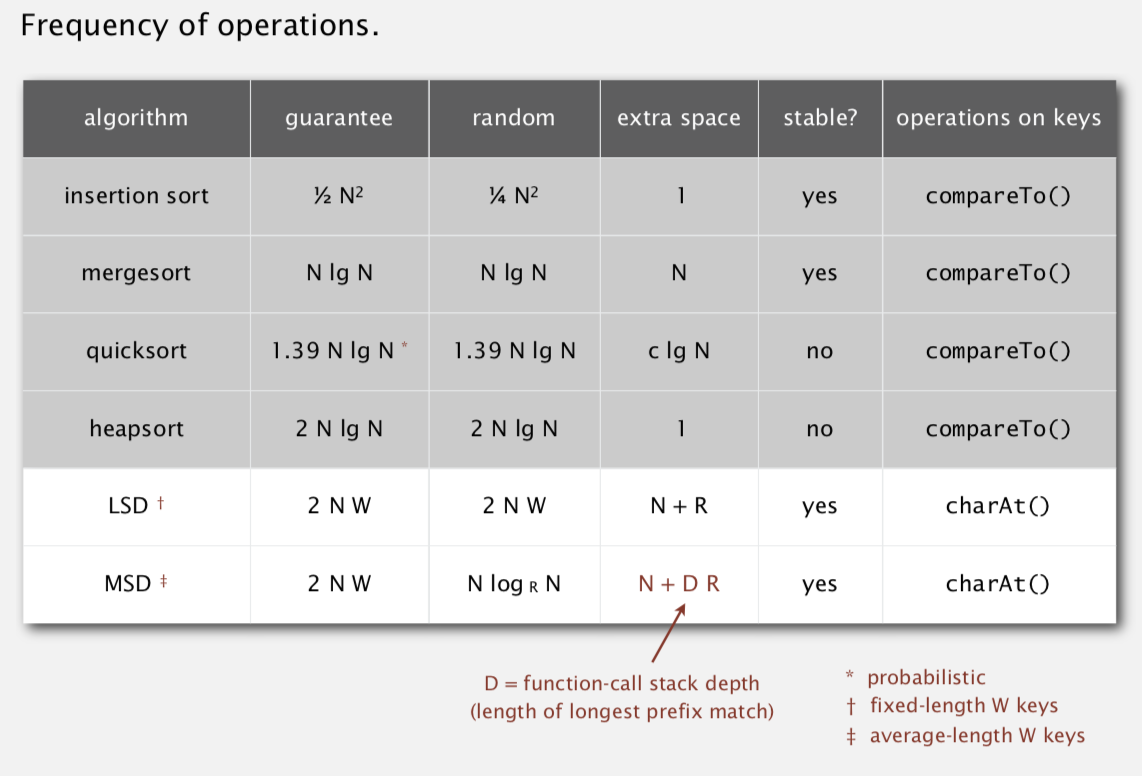 Frequency of operations.
algorithm guarantee random extra space stable? operations on keys
insertion sort ½ N² ¼ N² 1 yes compareTo()
mergesort N lg N N lg N N yes compareTo()
quicksort 1.39 N lg N * 1.39 N lg N c lg N no compareTo()
heapsort 2 N lg N 2 N lg N 1 no compareTo()
LSD † 2 N W 2 N W N + R yes charAt()
MSD ‡ 2 N W N log R N N + D R yes charAt()
D = function-call stack depth
(length of longest prefix match)
* probabilistic
† fixed-length W keys
‡ average-length W keys